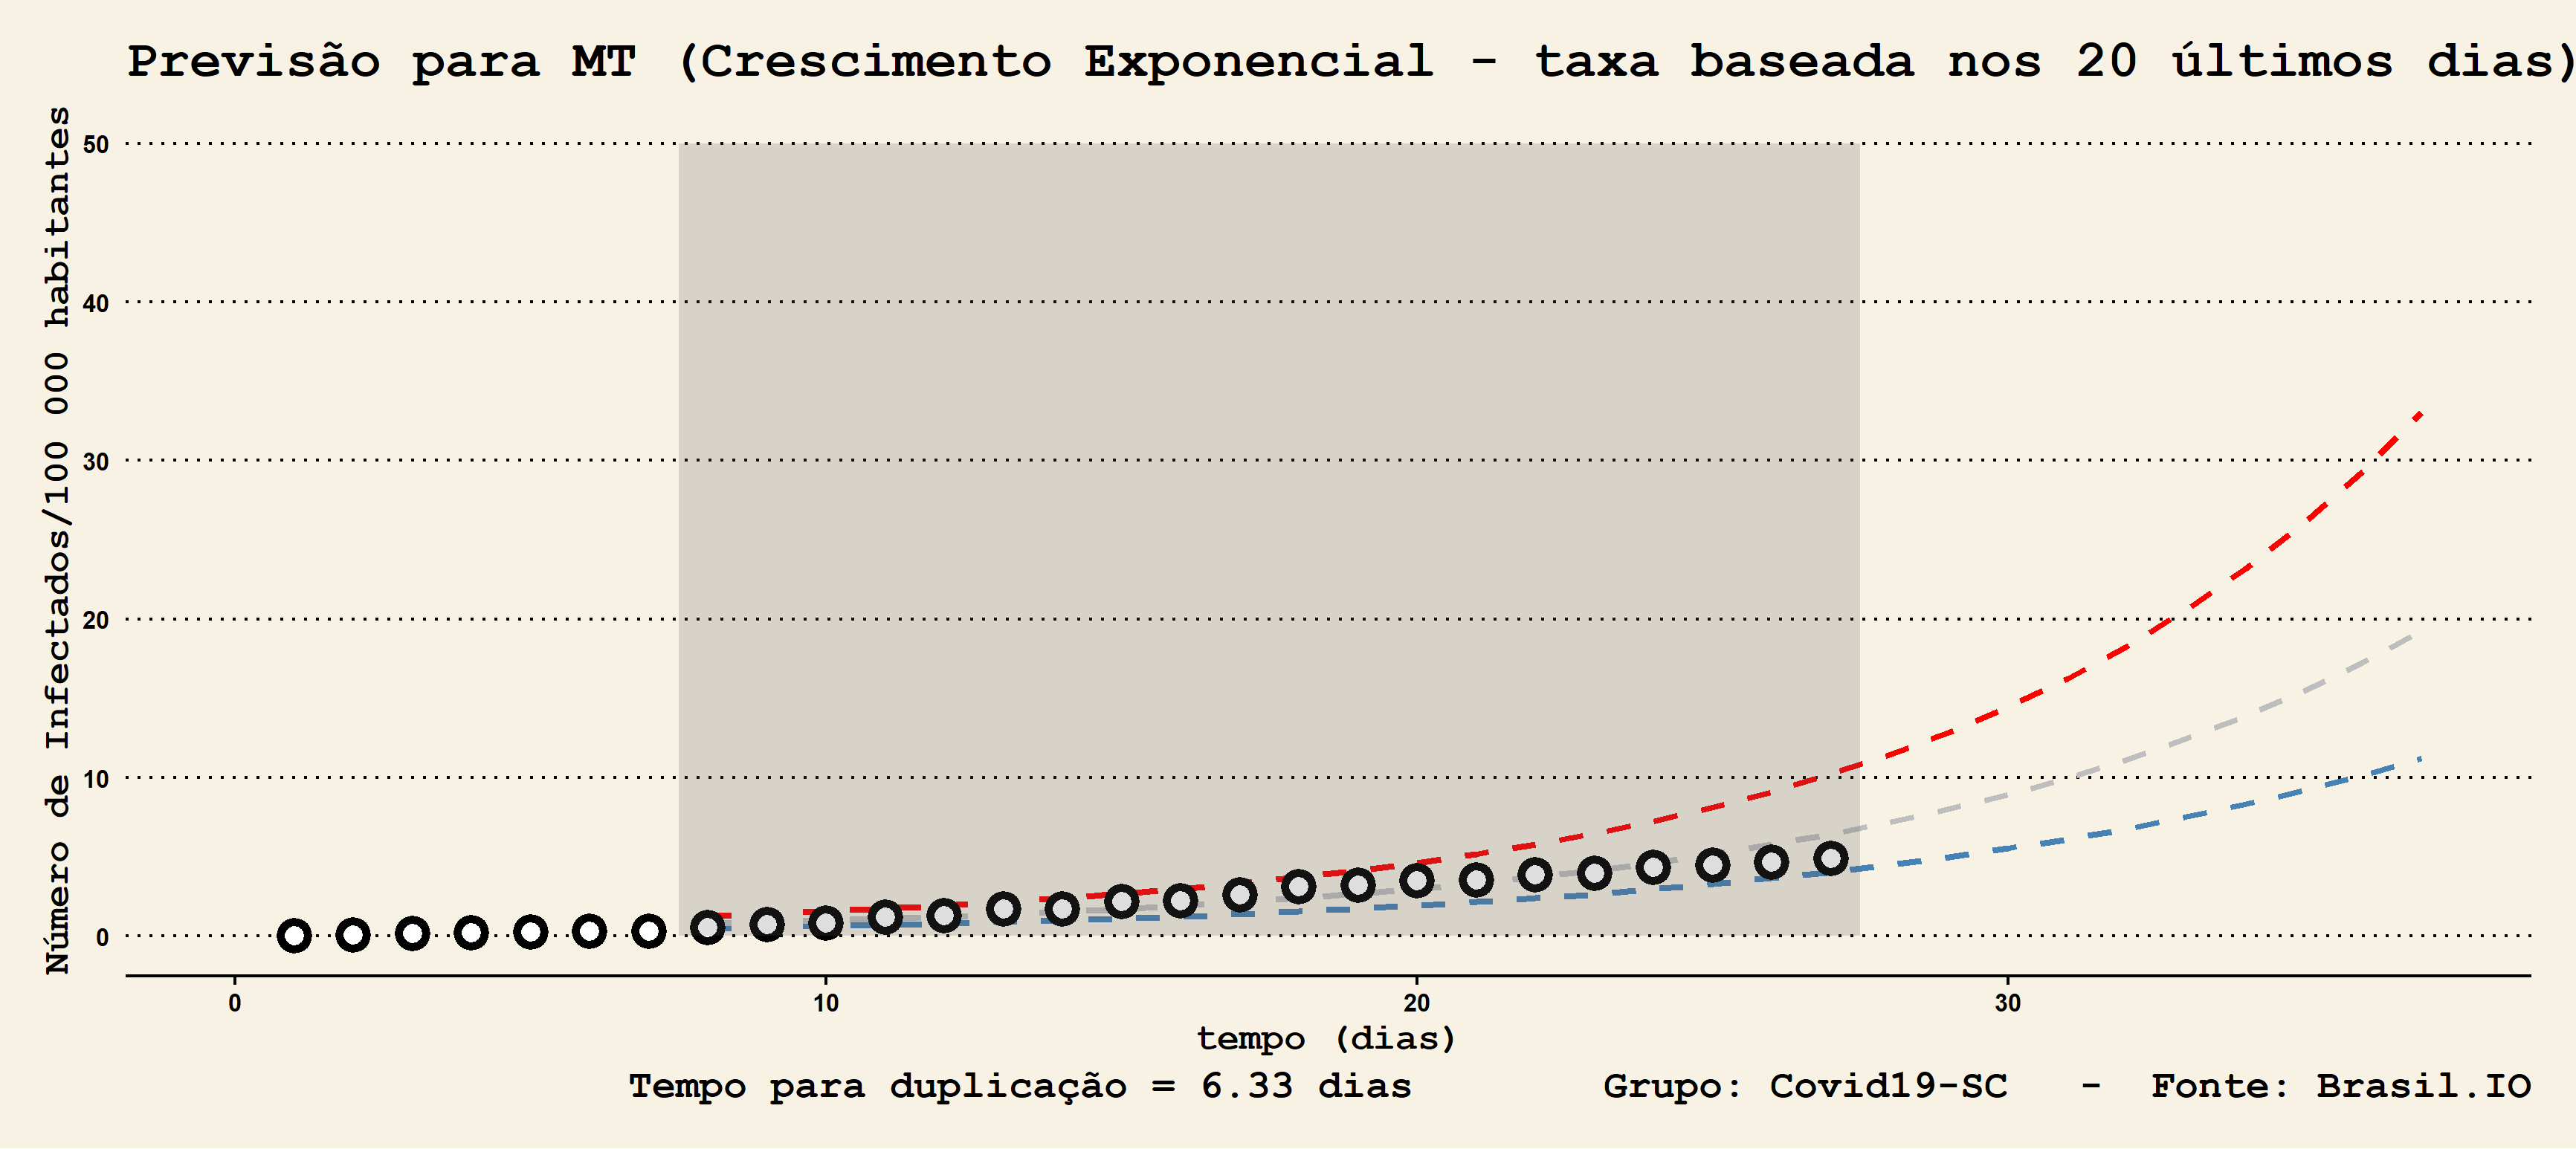 Previsão para MT (Crescimento Exponencial - taxa baseada nos 20 últimos dias)
Número de Infectados/100 000 habitantes
50
40
30
20
10
0
0 10 20 30
tempo (dias)
Tempo para duplicação = 6.33 dias Grupo: Covid19-SC - Fonte: Brasil.IO